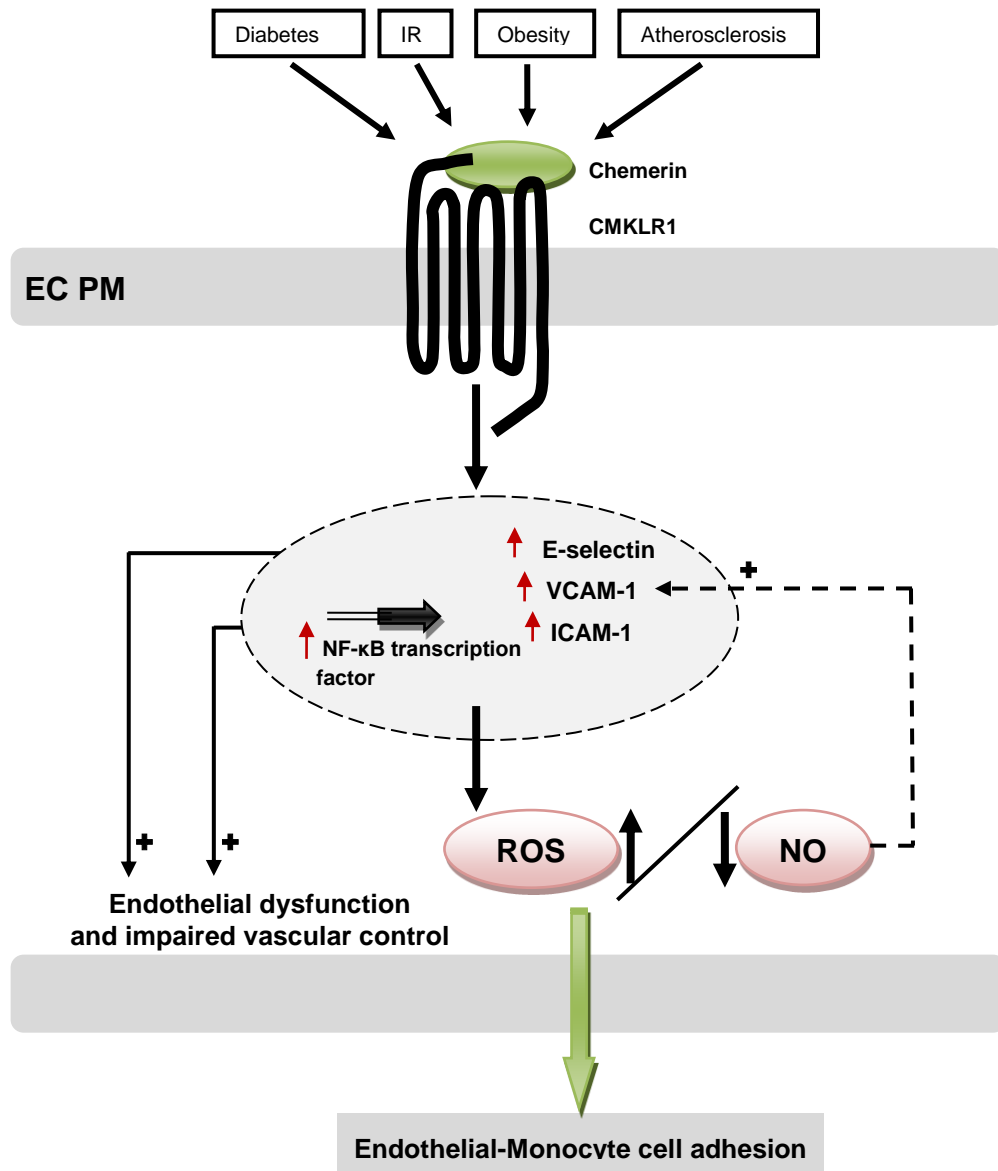 Diabetes
IR
Obesity
Atherosclerosis
Chemerin
CMKLR1
EC PM
E-selectin
+
VCAM-1
ICAM-1
NF-κB transcription
factor
+
+
ROS
NO
Endothelial dysfunction
and impaired vascular control
Endothelial-Monocyte cell adhesion